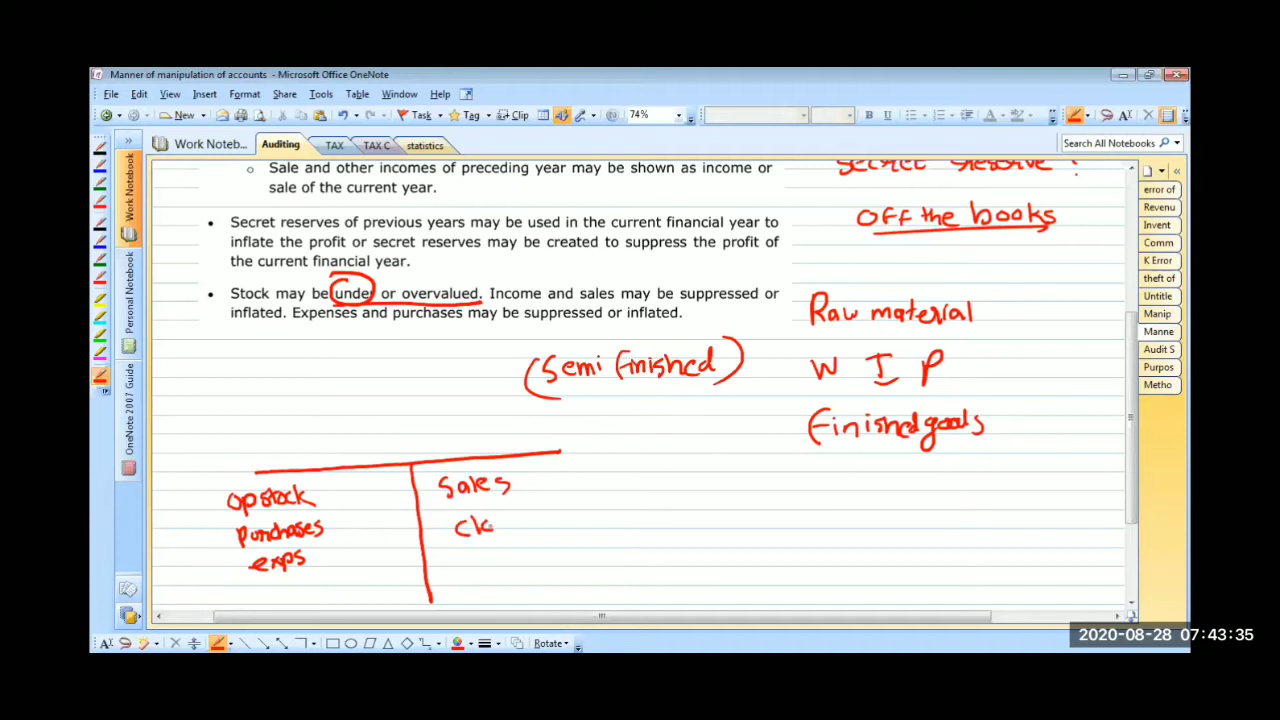 Manner of manipulation of accounts - Microsoft Office OneNote
File Edit View Insert Format Share Tools Table Window Help
New Task Tag Clip 74% B U
Work Noteb... Auditing TAX TAX C statistics Search All Notebooks
Work Notebook
Personal Notebook
OneNote 2007 Guide
o Sale and other incomes of preceding year may be shown as income or
sale of the current year.
• Secret reserves of previous years may be used in the current financial year to
inflate the profit or secret reserves may be created to suppress the profit of
the current financial year.
• Stock may be under or overvalued. Income and sales may be suppressed or
inflated. Expenses and purchases may be suppressed or inflated.
Secret reserve ?
OFF the books
Raw material
(Semi finished) W I P
Finished goods
op stock Sales
purchases Ck
exps
error of
Revenu
Invent
Comm
K Error
theft of
Untitle
Manip
Manne
Audit S
Purpos
Metho
Rotate
2020-08-28 07:43:35